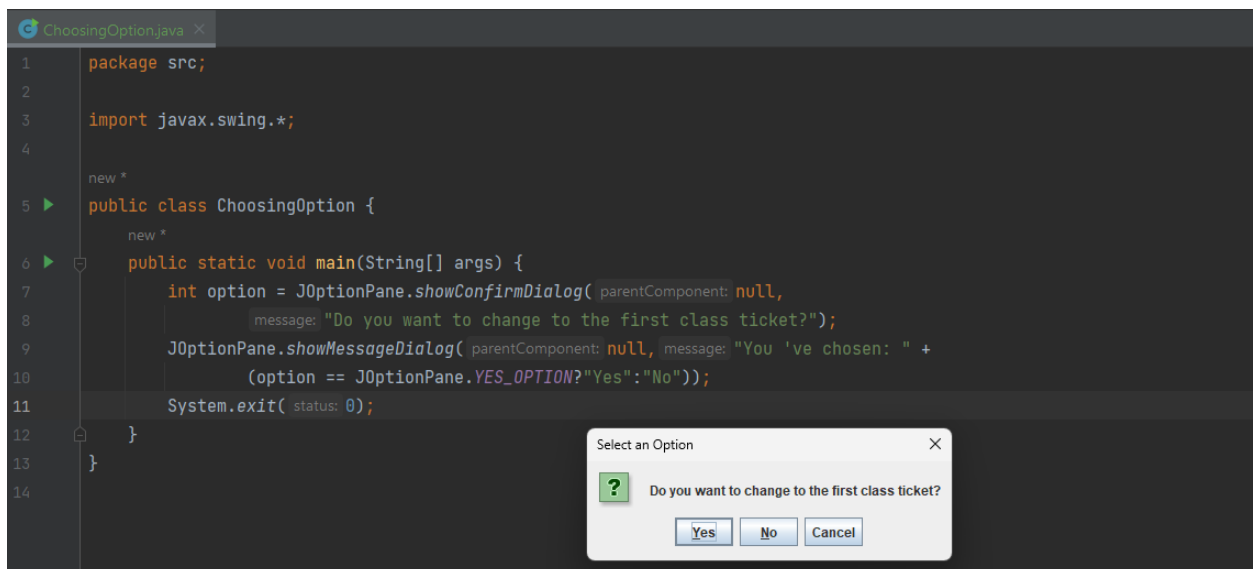 ChoosingOption.java
1 package src;
2
3 import javax.swing.*;
4
new *
5 public class ChoosingOption {
new *
6 public static void main(String[] args) {
7 int option = JOptionPane.showConfirmDialog( parentComponent: null,
8 message: "Do you want to change to the first class ticket?");
9 JOptionPane.showMessageDialog( parentComponent: null, message: "You 've chosen: " +
10 (option == JOptionPane.YES_OPTION?"Yes":"No"));
11 System.exit( status: 0);
12 }
13 }
14
Select an Option
Do you want to change to the first class ticket?
Yes No Cancel